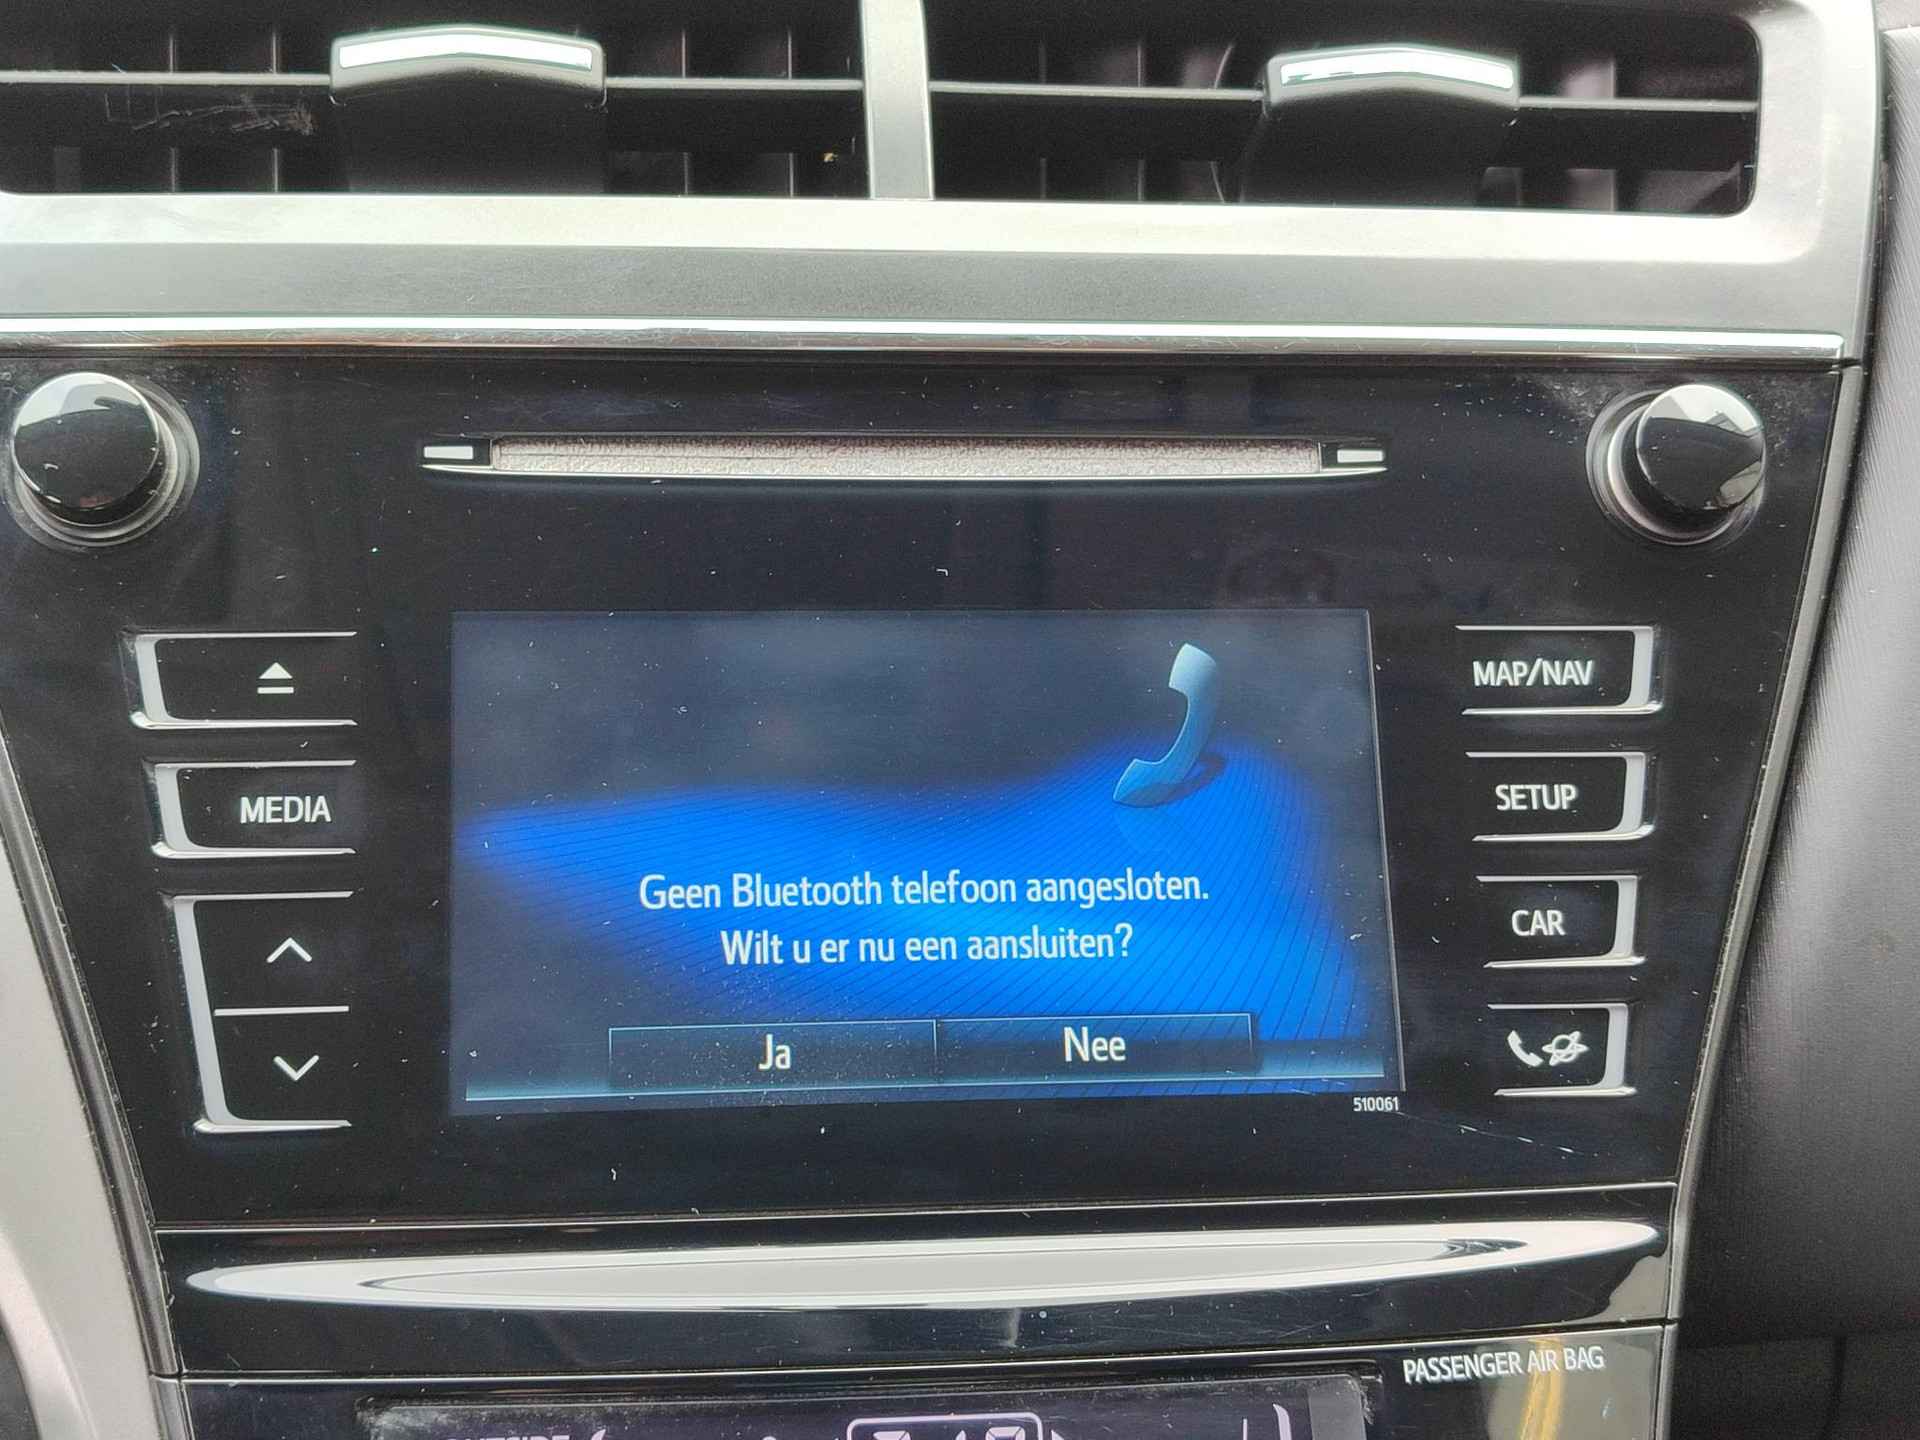 MAP/NAV
MEDIA
SETUP
Geen Bluetooth telefoon aangesloten.
Wilt u er nu een aansluiten?
CAR
Ja
Nee
510061
PASSENGER AIR BAG
OUTSIDE